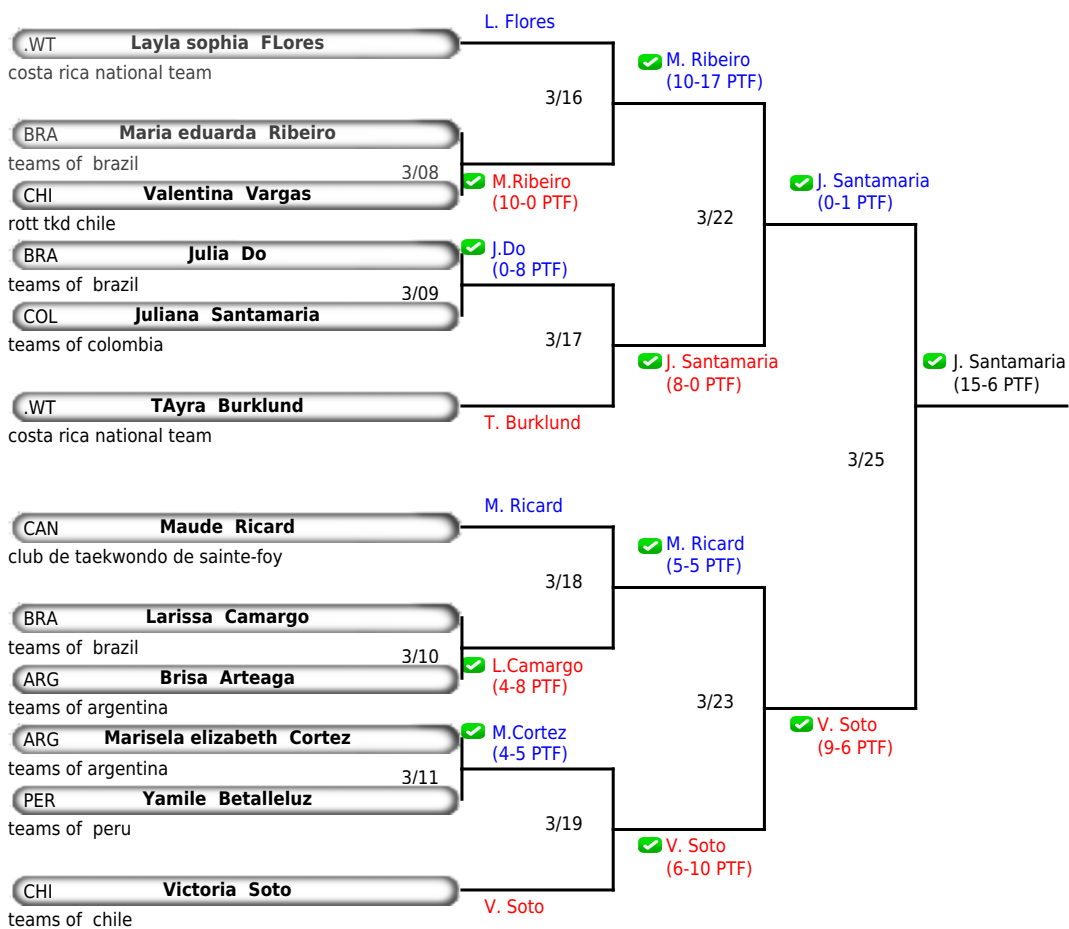 L. Flores
.WT Layla sophia FLores
costa rica national team
M. Ribeiro
(10-17 PTF)
3/16
BRA Maria eduarda Ribeiro
teams of brazil
3/08
M.Ribeiro
(10-0 PTF)
CHI Valentina Vargas
rott tkd chile
J. Santamaria
(0-1 PTF)
3/22
BRA Julia Do
teams of brazil
J.Do
(0-8 PTF)
3/09
COL Juliana Santamaria
teams of colombia
3/17
J. Santamaria
(8-0 PTF)
J. Santamaria
(15-6 PTF)
.WT TAyra Burklund
costa rica national team
T. Burklund
3/25
M. Ricard
CAN Maude Ricard
club de taekwondo de sainte-foy
M. Ricard
(5-5 PTF)
3/18
BRA Larissa Camargo
teams of brazil
3/10
L.Camargo
(4-8 PTF)
ARG Brisa Arteaga
teams of argentina
3/23
ARG Marisela elizabeth Cortez
teams of argentina
M.Cortez
(4-5 PTF)
V. Soto
(9-6 PTF)
3/11
PER Yamile Betalleluz
teams of peru
3/19
V. Soto
(6-10 PTF)
CHI Victoria Soto
teams of chile
V. Soto